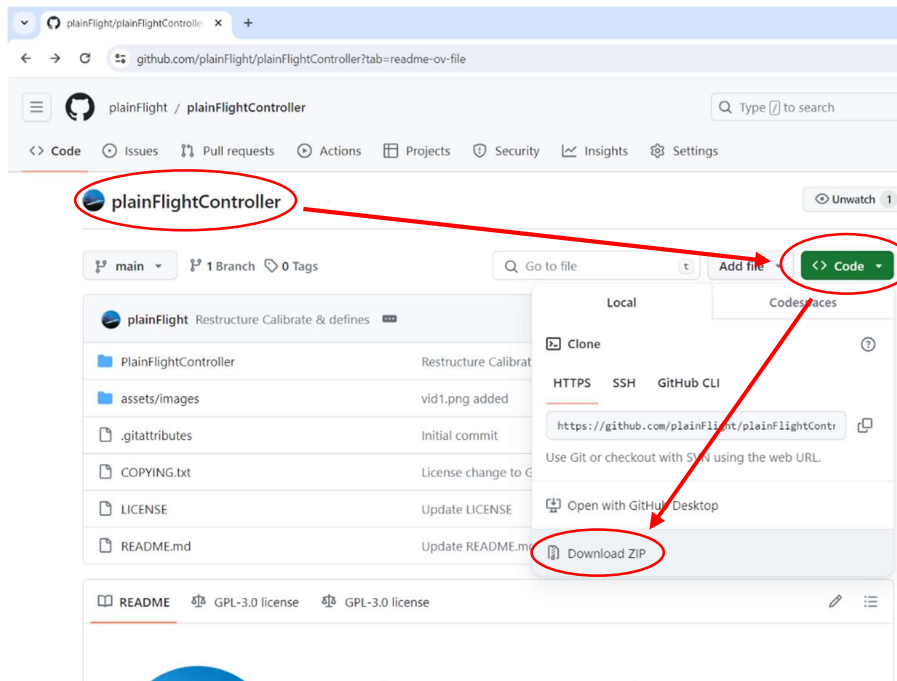 plainFlight/plainFlightControlle
github.com/plainFlight/plainFlightController?tab=readme-ov-file
plainFlight / plainFlightController
Type / to search
Code Issues Pull requests Actions Projects Security Insights Settings
plainFlightController
Unwatch 1
main 1 Branch 0 Tags Go to file t Add file Code
Local Codespaces
plainFlight Restructure Calibrate & defines
Clone
PlainFlightController Restructure Calibrat
HTTPS SSH GitHub CLI
assets/images vid1.png added
https://github.com/plainFlight/plainFlightContr
.gitattributes Initial commit
Use Git or checkout with SVN using the web URL.
COPYING.txt License change to G
LICENSE Update LICENSE
Open with GitHub Desktop
README.md Update README.m
Download ZIP
README GPL-3.0 license GPL-3.0 license